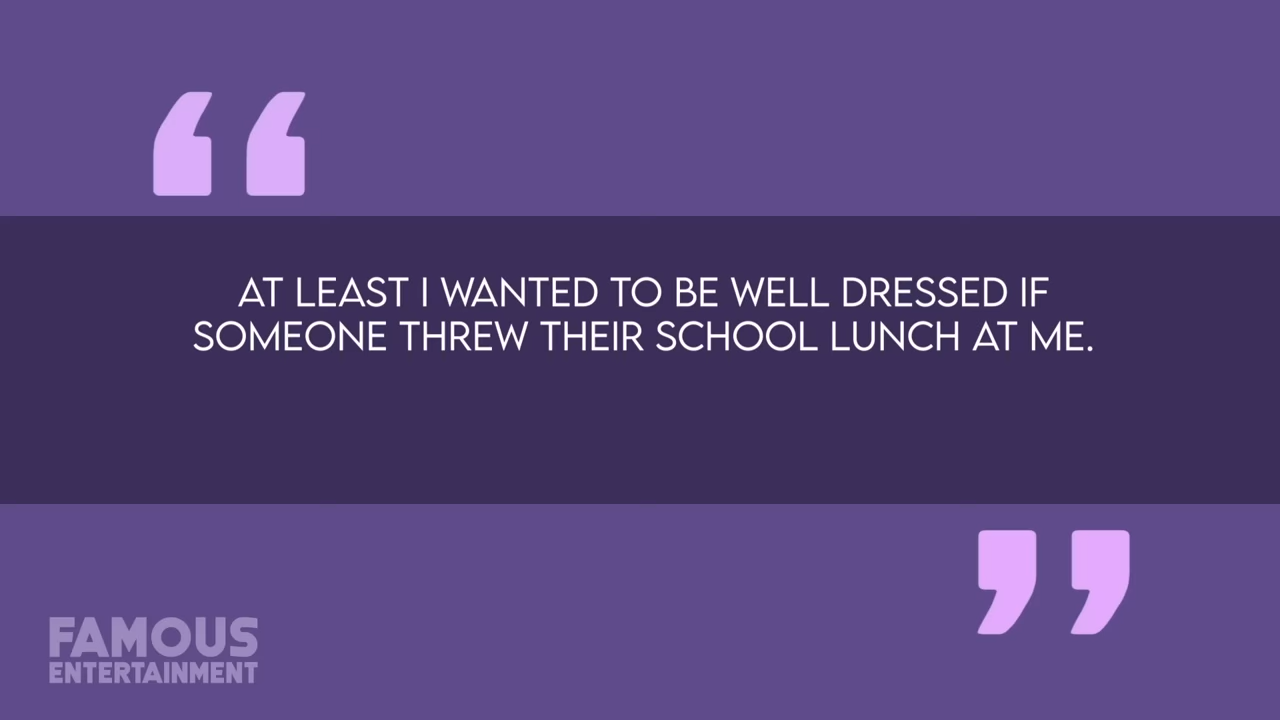 AT LEAST I WANTED TO BE WELL DRESSED IF
SOMEONE THREW THEIR SCHOOL LUNCH AT ME.
FAMOUS
ENTERTAINMENT